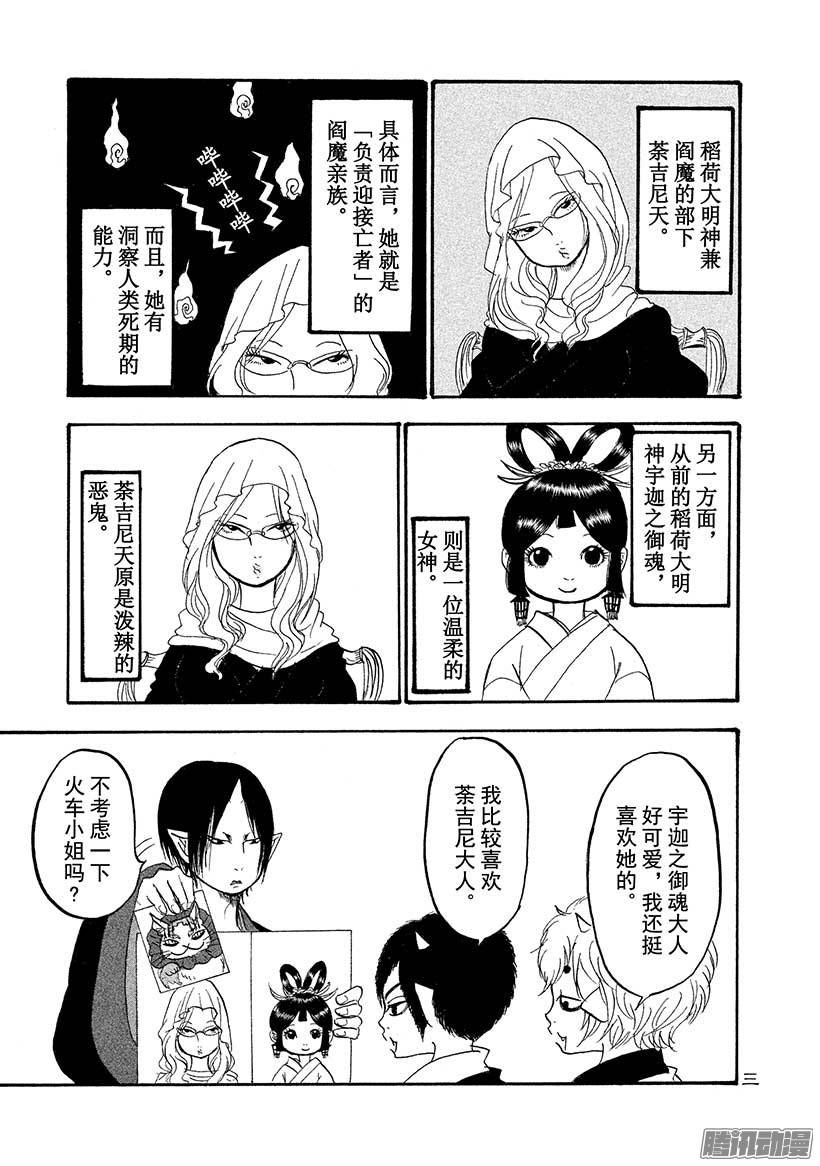 稻荷大明神兼
阎魔的部下
荼吉尼天。
具体而言，她就是
「负责迎接亡者」的
阎魔亲族。
哔哔哔哔
而且，她有
洞察人类死期的
能力。
另一方面，
从前的稻荷大明
神宇迦之御魂，
则是一位温柔的
女神。
荼吉尼天原是泼辣的
恶鬼。
宇迦之御魂大人
好可爱，我还挺
喜欢她的。
我比较喜欢
荼吉尼大人。
不考虑一下
火车小姐吗？
三
腾讯动漫